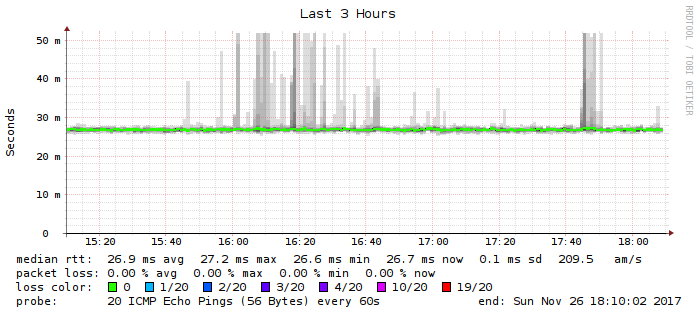 Last 3 Hours
RRDTOOL / TOBI OETIKER
Seconds
50 m
40 m
30 m
20 m
10 m
0
15:20 15:40 16:00 16:20 16:40 17:00 17:20 17:40 18:00
median rtt: 26.9 ms avg 27.2 ms max 26.6 ms min 26.7 ms now 0.1 ms sd 209.5 am/s
packet loss: 0.00 % avg 0.00 % max 0.00 % min 0.00 % now
loss color: 0 1/20 2/20 3/20 4/20 10/20 19/20
probe: 20 ICMP Echo Pings (56 Bytes) every 60s end: Sun Nov 26 18:10:02 2017